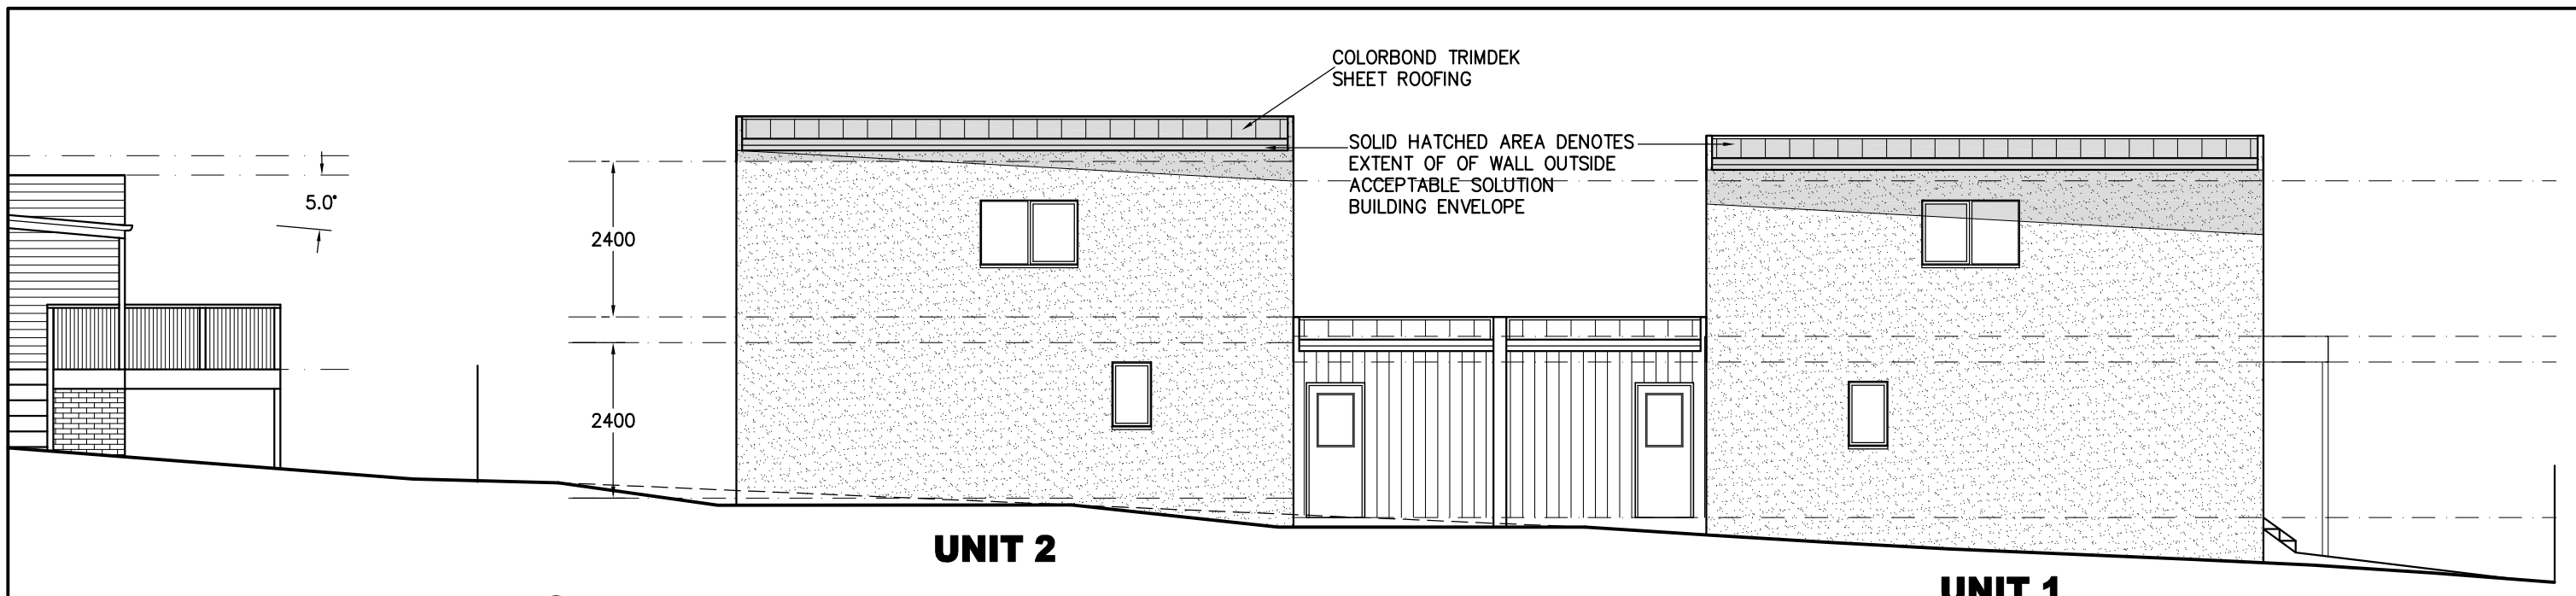 COLORBOND TRIMDEK
SHEET ROOFING
SOLID HATCHED AREA DENOTES
EXTENT OF OF WALL OUTSIDE
ACCEPTABLE SOLUTION
BUILDING ENVELOPE
5.0°
2400
2400
UNIT 2
UNIT 1